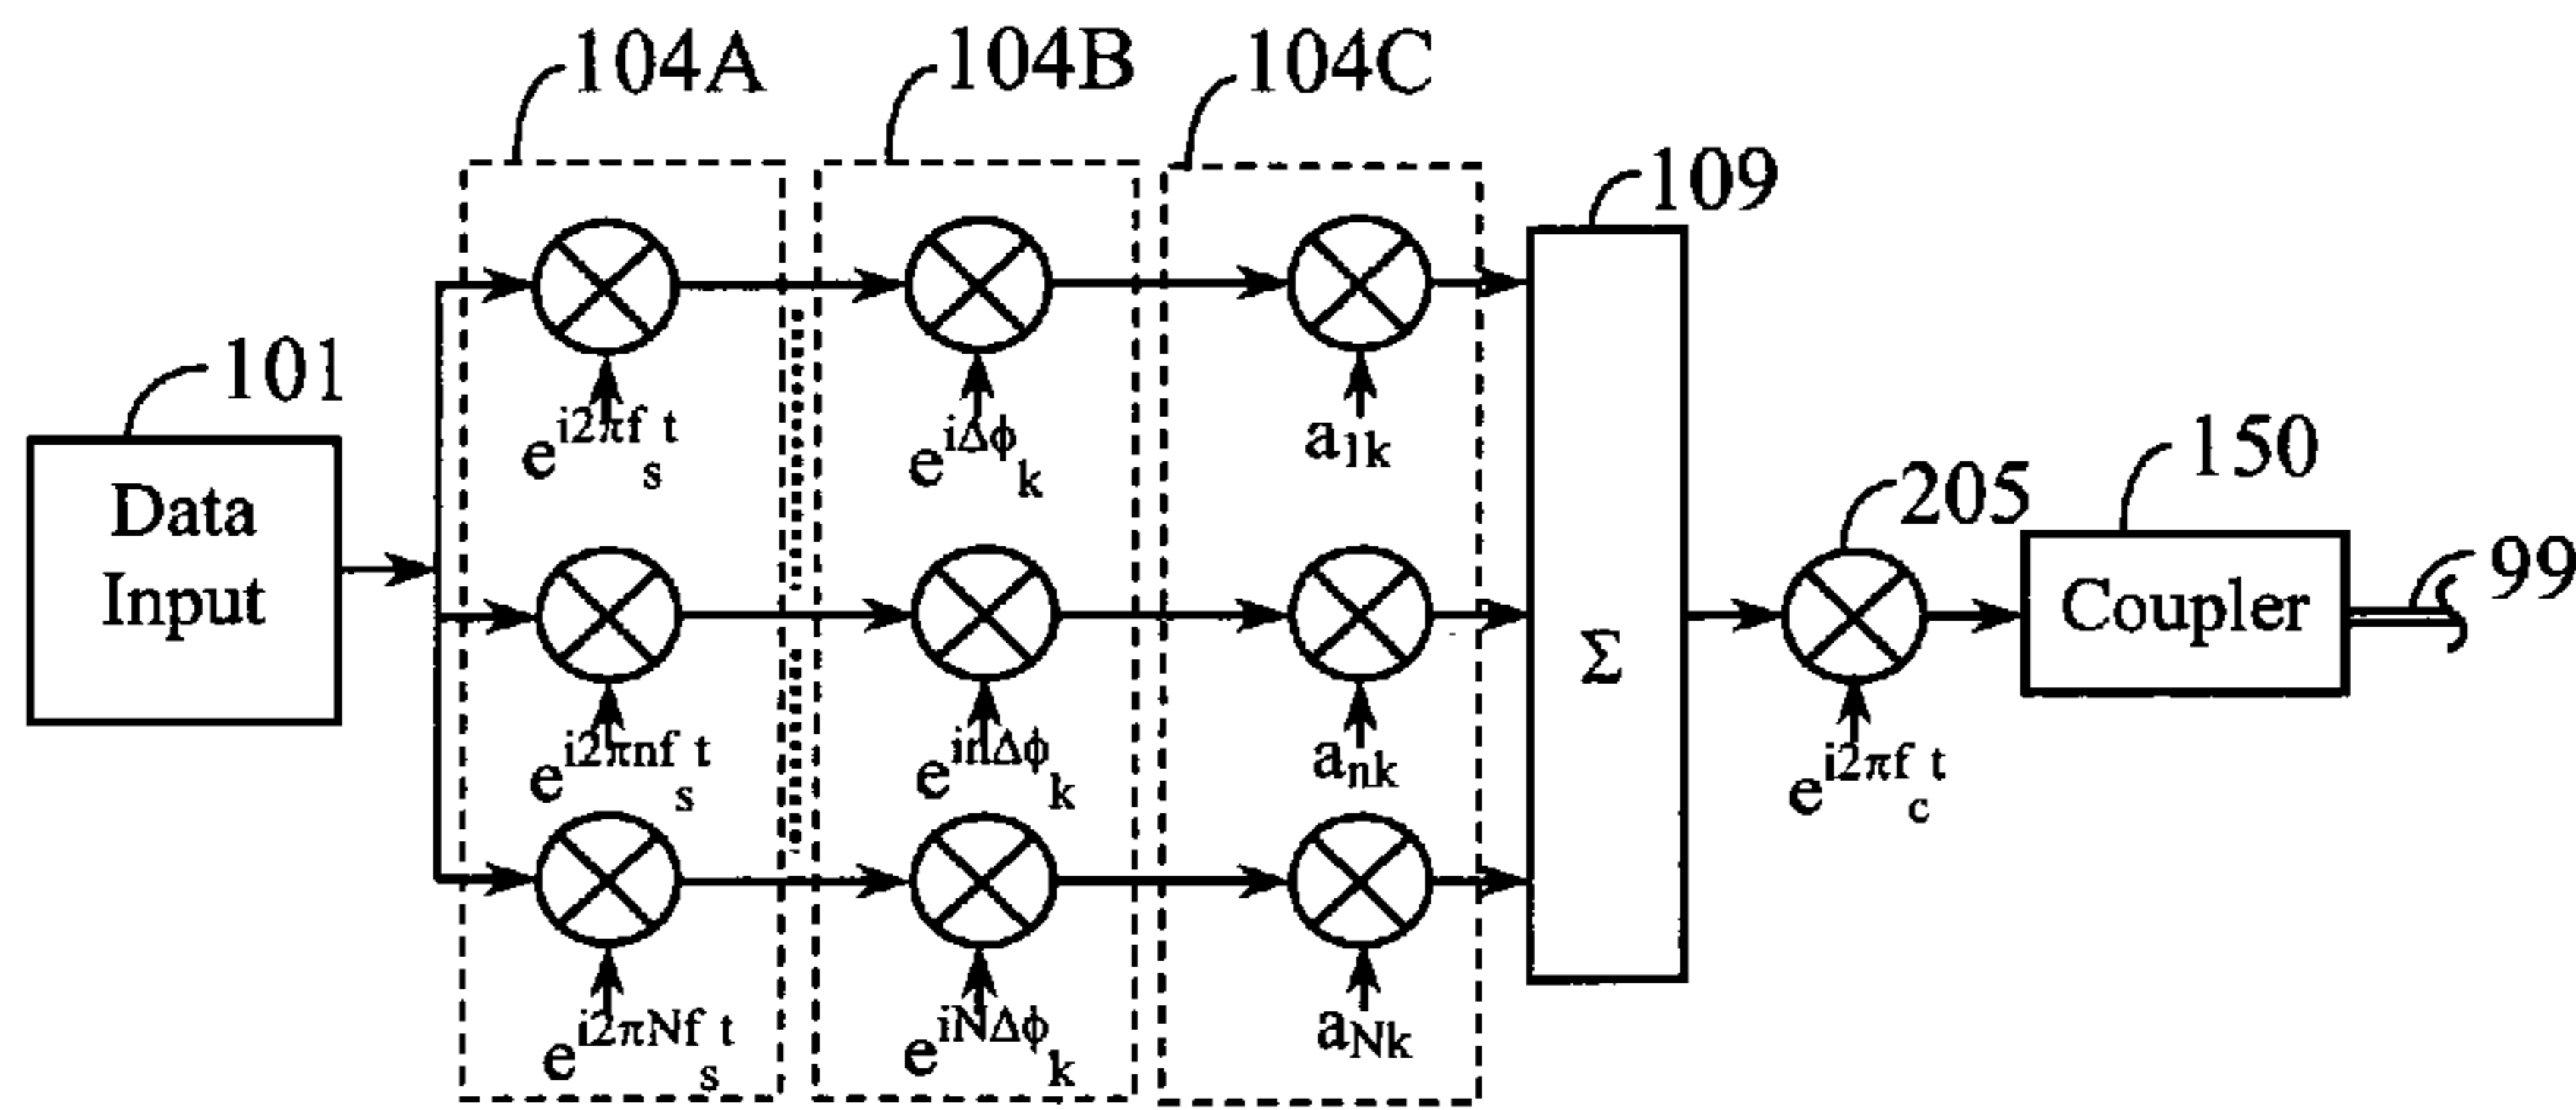 104A 104B 104C
109
101
Data
Input
e^{i2πf_s t} e^{iΔϕ_k} a_{1k}
205 150 99
Coupler
Σ
e^{i2πnf_s t} e^{inΔϕ_k} a_{nk} e^{i2πf_c t}
e^{i2πNf_s t} e^{iNΔϕ_k} a_{Nk}